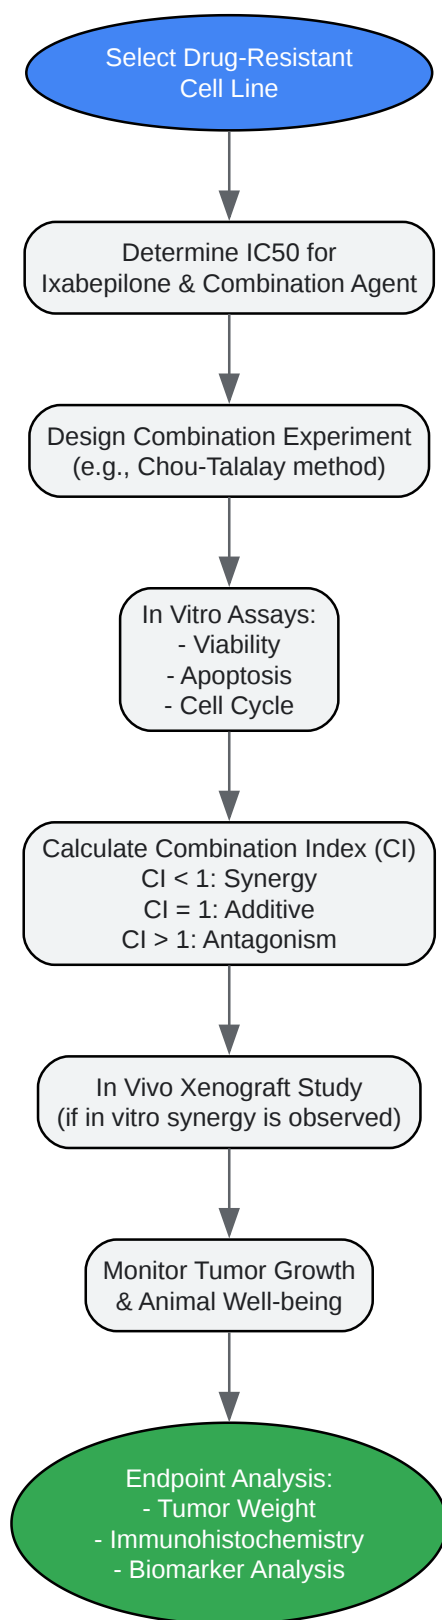 Select Drug-Resistant
Cell Line
Determine IC50 for
Ixabepilone & Combination Agent
Design Combination Experiment
(e.g., Chou-Talalay method)
In Vitro Assays:
- Viability
- Apoptosis
- Cell Cycle
Calculate Combination Index (CI)
CI < 1: Synergy
CI = 1: Additive
CI > 1: Antagonism
In Vivo Xenograft Study
(if in vitro synergy is observed)
Monitor Tumor Growth
& Animal Well-being
Endpoint Analysis:
- Tumor Weight
- Immunohistochemistry
- Biomarker Analysis